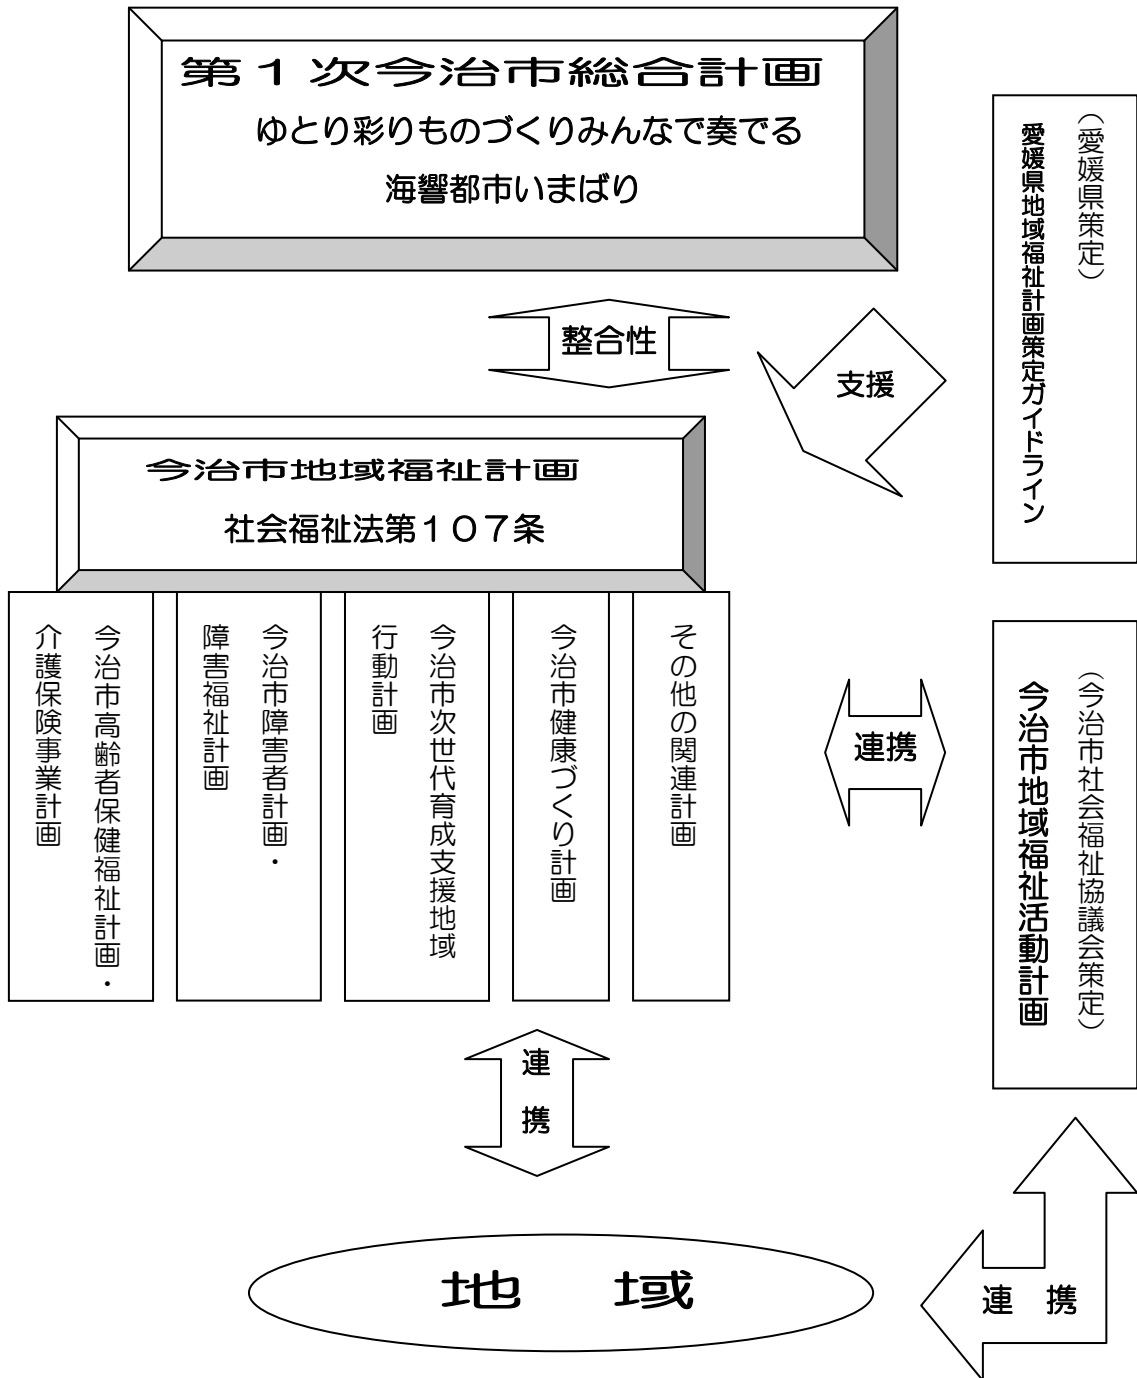 第１次今治市総合計画
ゆとり彩りものづくりみんなで奏でる
海響都市いまばり
整合性
支援
（愛媛県策定）
愛媛県地域福祉計画策定ガイドライン
今治市地域福祉計画
社会福祉法第１０７条
今治市高齢者保健福祉計画・
介護保険事業計画
今治市障害者計画・
障害福祉計画
今治市次世代育成支援地域
行動計画
今治市健康づくり計画
その他の関連計画
連携
（今治市社会福祉協議会策定）
今治市地域福祉活動計画
連
携
地　域
連　携